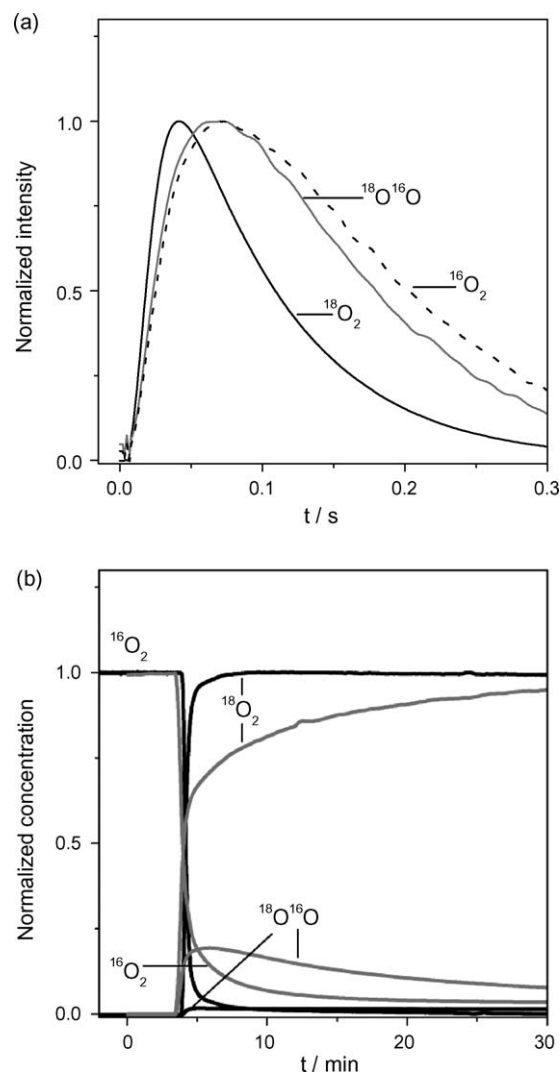 (a)
Normalized intensity
1.0
0.5
0.0
¹⁸O¹⁶O
¹⁶O₂
¹⁸O₂
0.0 0.1 0.2 0.3
t / s
(b)
Normalized concentration
¹⁶O₂
1.0
¹⁸O₂
0.5
¹⁸O¹⁶O
¹⁶O₂
0.0
0 10 20 30
t / min